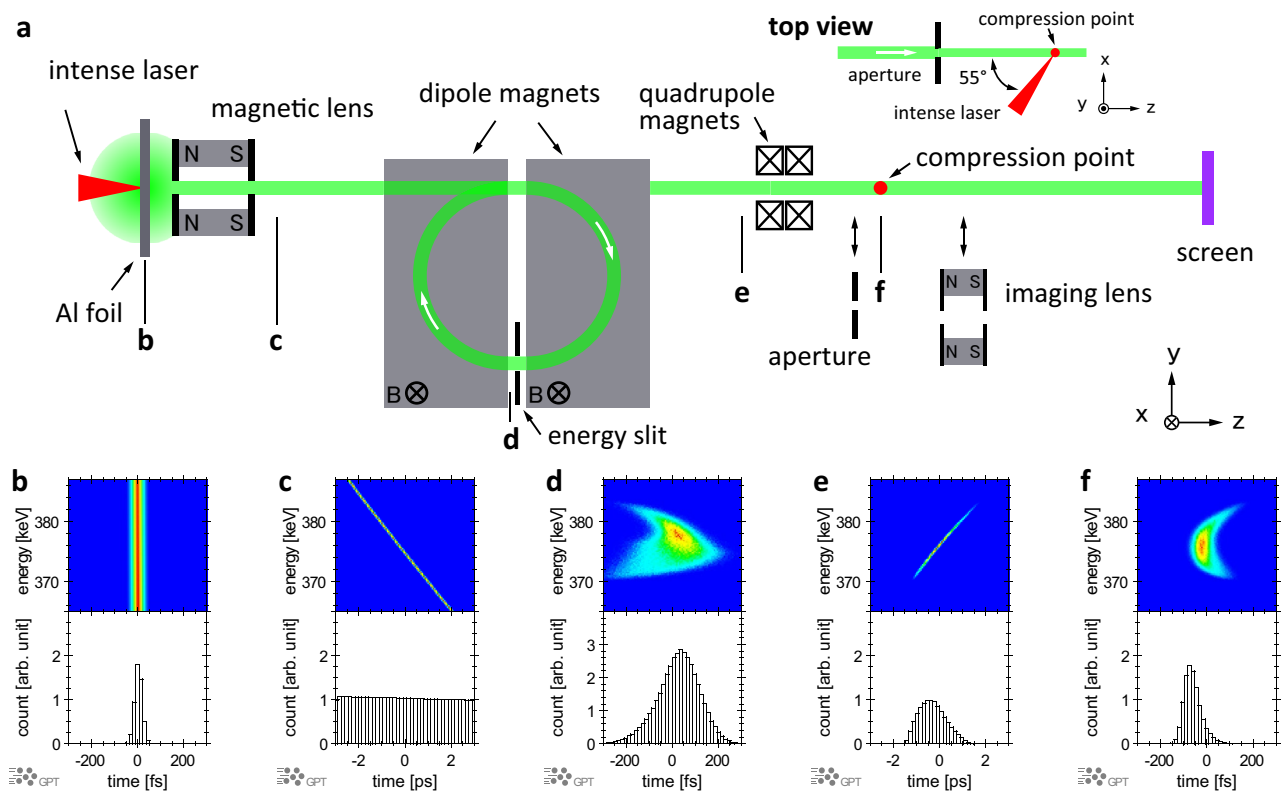 a
intense laser
magnetic lens
dipole magnets
quadrupole
magnets
top view
compression point
aperture
55°
intense laser
x
y
z
N S
N S
compression point
Al foil
b
c
B
B
d
energy slit
e
f
aperture
N S
N S
imaging lens
screen
y
x
z
b
energy [keV]
380
370
count [arb. unit]
2
1
0
-200 0 200
time [fs]
GPT
c
energy [keV]
380
370
count [arb. unit]
2
1
0
-2 0 2
time [ps]
GPT
d
energy [keV]
380
370
count [arb. unit]
3
2
1
0
-200 0 200
time [fs]
GPT
e
energy [keV]
380
370
count [arb. unit]
2
1
0
-2 0 2
time [ps]
GPT
f
energy [keV]
380
370
count [arb. unit]
2
1
0
-200 0 200
time [fs]
GPT